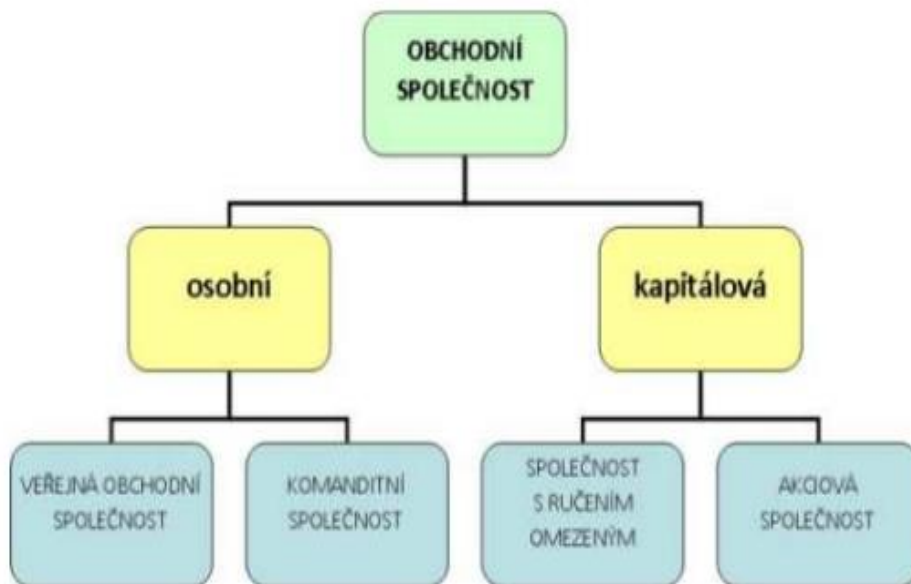 OBCHODNÍ
SPOLEČNOST
osobní
kapitálová
VEŘEJNÁ OBCHODNÍ
SPOLEČNOST
KOMANDITNÍ
SPOLEČNOST
SPOLEČNOST
S RUČENÍM
OMEZENÝM
AKCIOVÁ
SPOLEČNOST